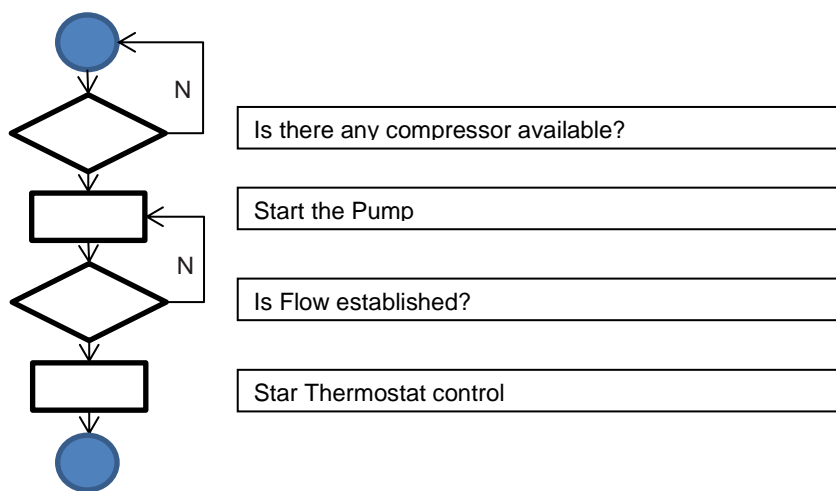 N
Is there any compressor available?
Start the Pump
N
Is Flow established?
Star Thermostat control